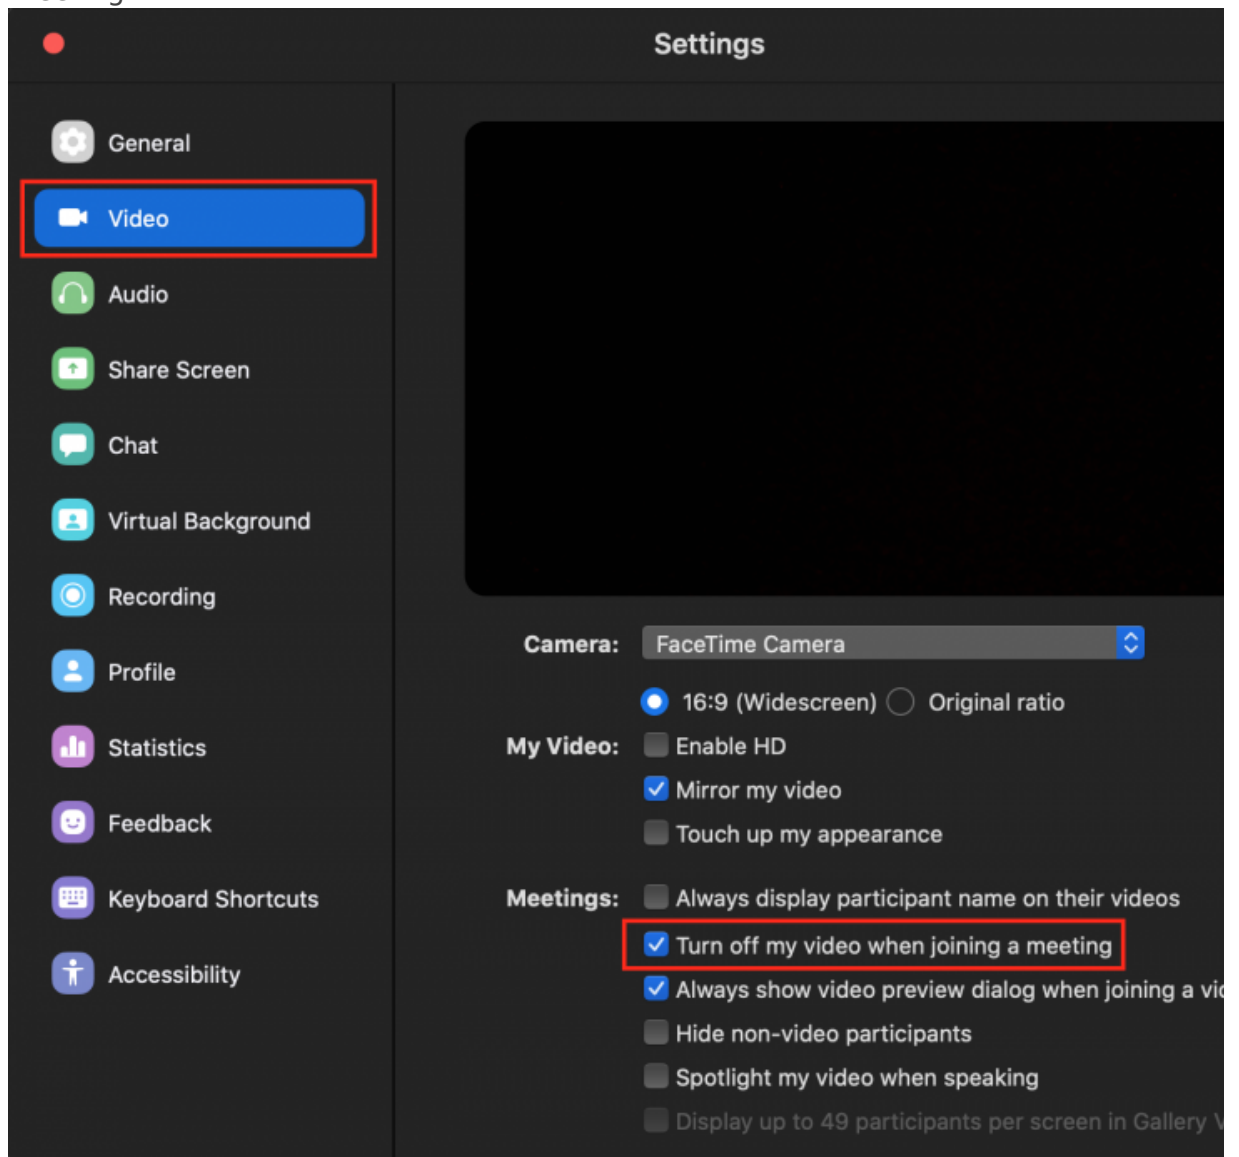 Settings
General
Video
Audio
Share Screen
Chat
Virtual Background
Recording
Profile
Statistics
Feedback
Keyboard Shortcuts
Accessibility
Camera: FaceTime Camera
16:9 (Widescreen) Original ratio
My Video: Enable HD
Mirror my video
Touch up my appearance
Meetings: Always display participant name on their videos
Turn off my video when joining a meeting
Always show video preview dialog when joining a
Hide non-video participants
Spotlight my video when speaking
Display up to 49 participants per screen in Gallery